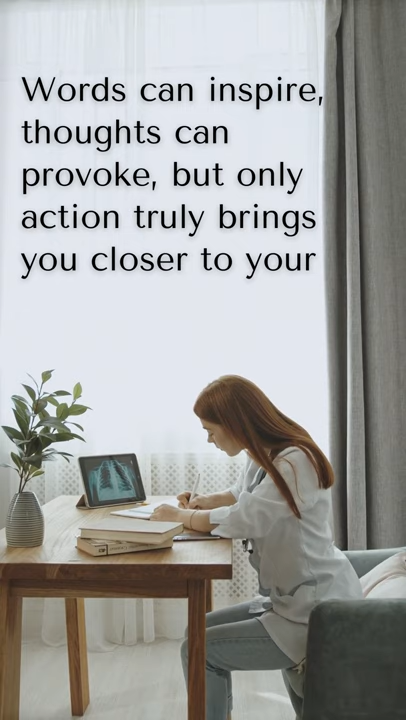 Words can inspire,
thoughts can
provoke, but only
action truly brings
you closer to your